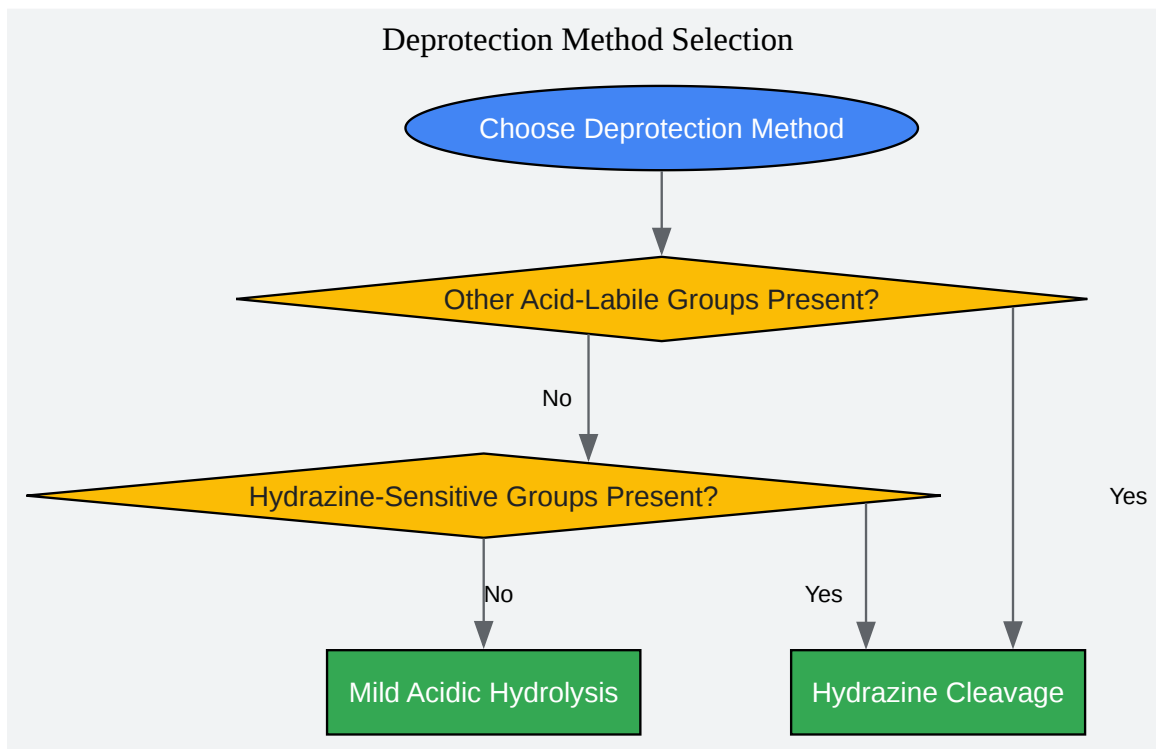 Deprotection Method Selection
Choose Deprotection Method
Other Acid-Labile Groups Present?
No
Hydrazine-Sensitive Groups Present?
Yes
No
Yes
Mild Acidic Hydrolysis
Hydrazine Cleavage